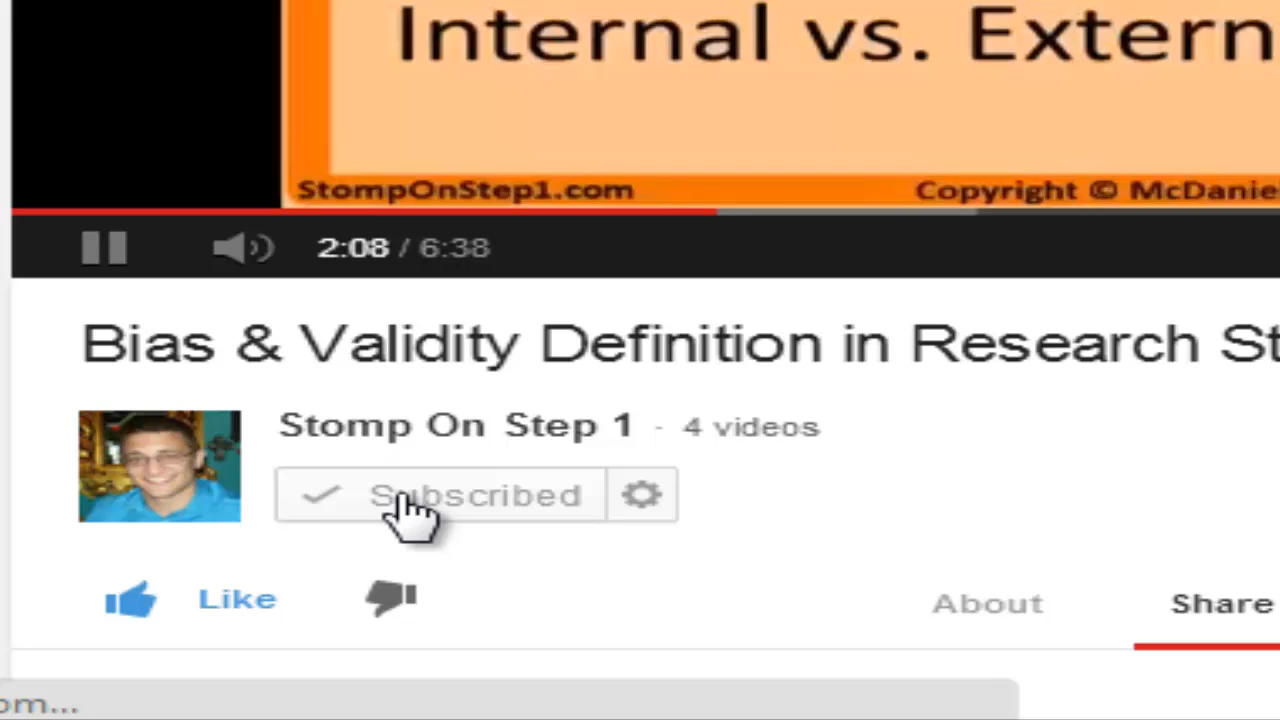 Internal vs. Extern
StompOnStep1.com Copyright © McDanie
2:08 / 6:38
Bias & Validity Definition in Research St
Stomp On Step 1 - 4 videos
Subscribed
Like About Share
om...